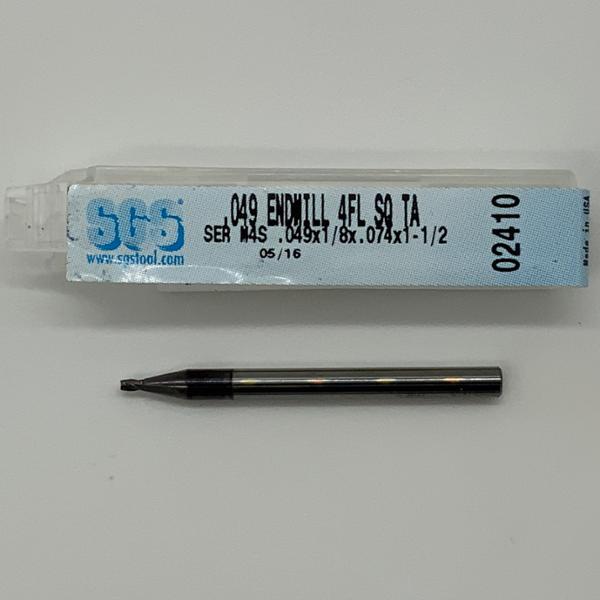 SGS
www.sgstool.com
.049 ENDMILL 4FL SQ TA
SER M4S .049x1/8x.074x1-1/2
05/16
02410
Made in USA